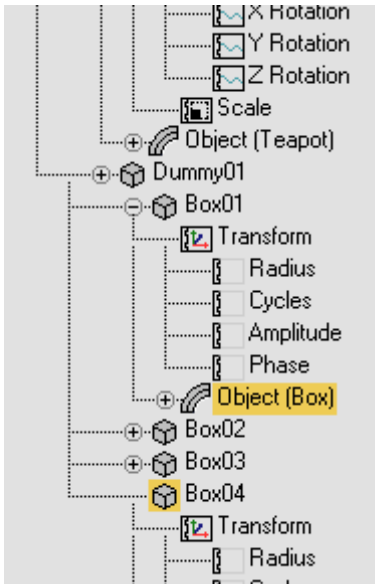 X Rotation
Y Rotation
Z Rotation
Scale
Object (Teapot)
Dummy01
Box01
Transform
Radius
Cycles
Amplitude
Phase
Object (Box)
Box02
Box03
Box04
Transform
Radius